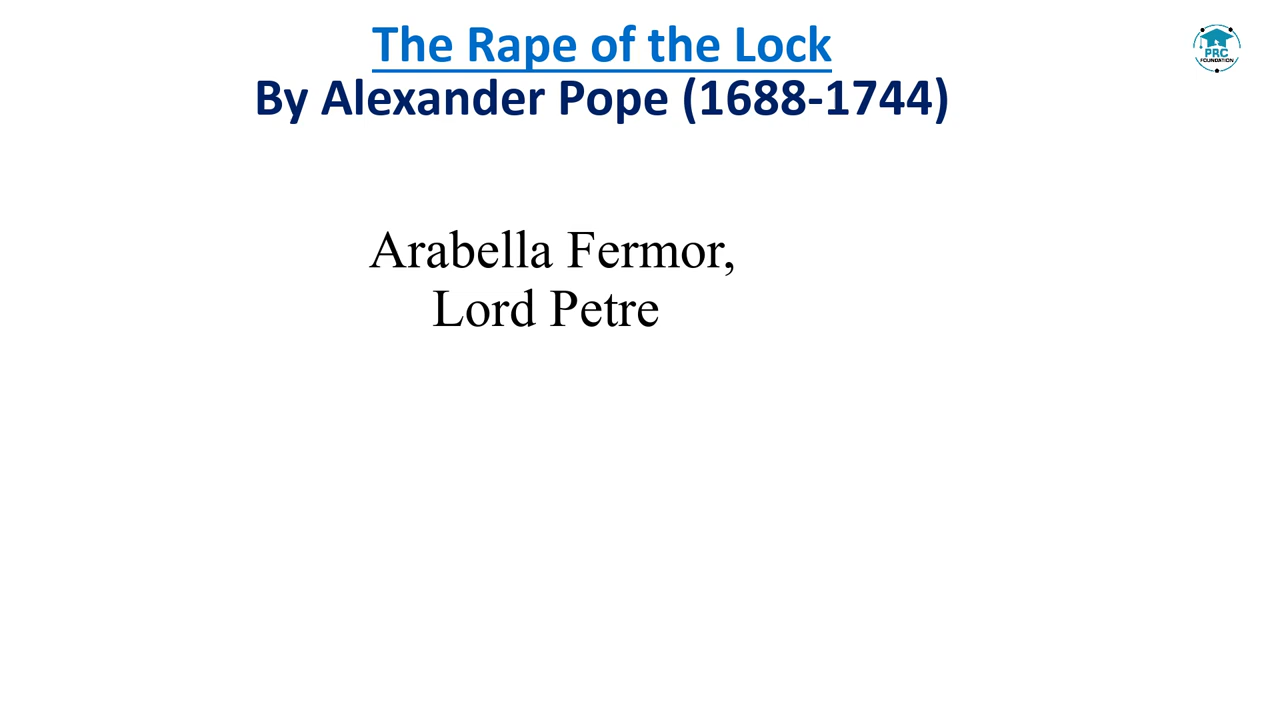 The Rape of the Lock
By Alexander Pope (1688-1744)
PRC
FOUNDATION
Arabella Fermor,
Lord Petre